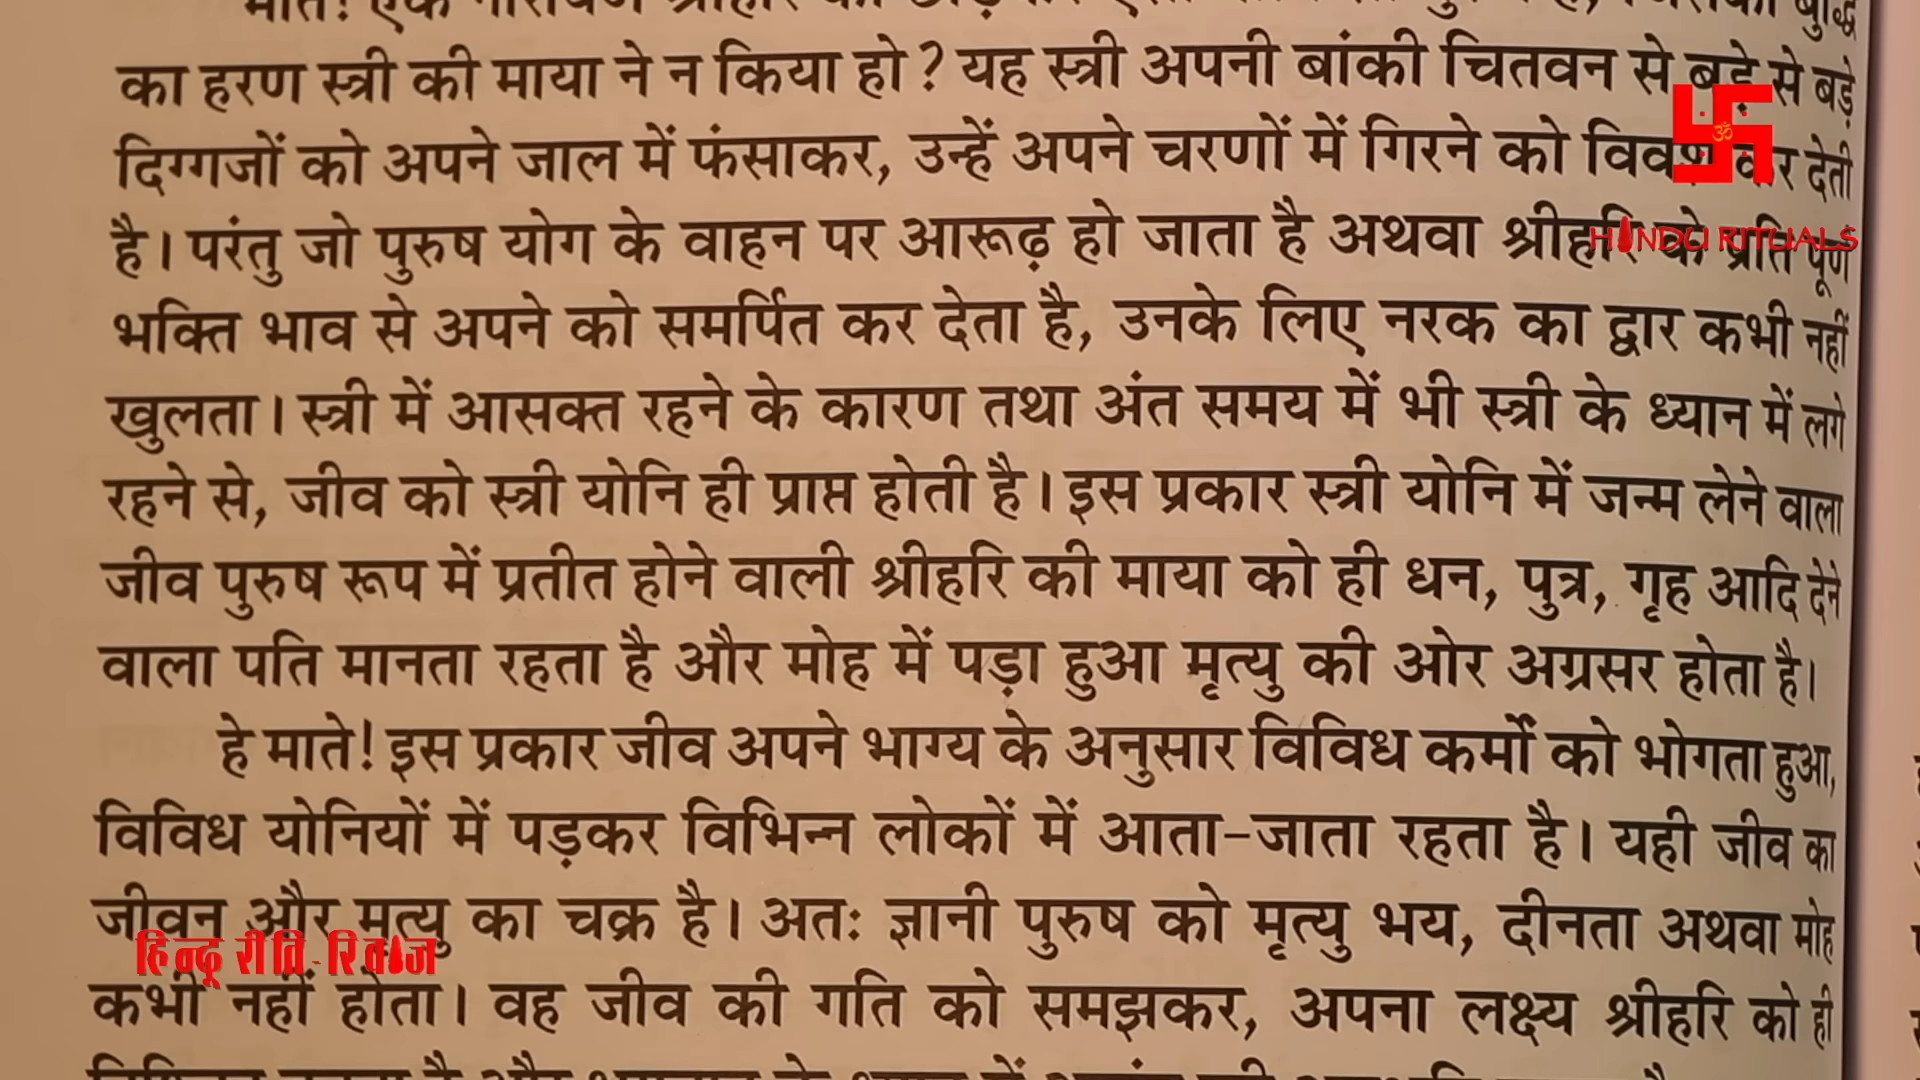 का हरण स्त्री की माया ने न किया हो? यह स्त्री अपनी बांकी चितवन से बड़े से बड़े
दिग्गजों को अपने जाल में फंसाकर, उन्हें अपने चरणों में गिरने को विवश कर देती
है। परंतु जो पुरुष योग के वाहन पर आरूढ़ हो जाता है अथवा श्रीहरि के प्रति पूर्ण
HINDU RITUALS
भक्ति भाव से अपने को समर्पित कर देता है, उनके लिए नरक का द्वार कभी नहीं
खुलता। स्त्री में आसक्त रहने के कारण तथा अंत समय में भी स्त्री के ध्यान में लगे
रहने से, जीव को स्त्री योनि ही प्राप्त होती है। इस प्रकार स्त्री योनि में जन्म लेने वाला
जीव पुरुष रूप में प्रतीत होने वाली श्रीहरि की माया को ही धन, पुत्र, गृह आदि देने
वाला पति मानता रहता है और मोह में पड़ा हुआ मृत्यु की ओर अग्रसर होता है।
हे माते! इस प्रकार जीव अपने भाग्य के अनुसार विविध कर्मों को भोगता हुआ,
विविध योनियों में पड़कर विभिन्न लोकों में आता-जाता रहता है। यही जीव का
जीवन और मृत्यु का चक्र है। अतः ज्ञानी पुरुष को मृत्यु भय, दीनता अथवा मोह
हिन्दू रीति-रिवाज
कभी नहीं होता। वह जीव की गति को समझकर, अपना लक्ष्य श्रीहरि को ही